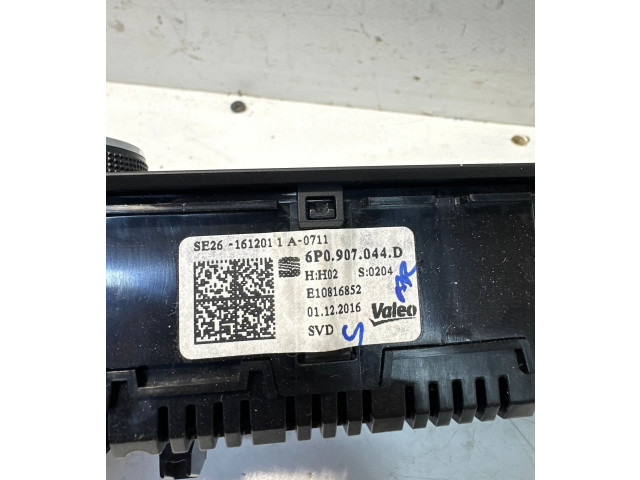 SE26 -161201 1 A-0711
6P0.907.044.D
H:H02 S:0204
E10816852
01.12.2016
Valeo
SVD